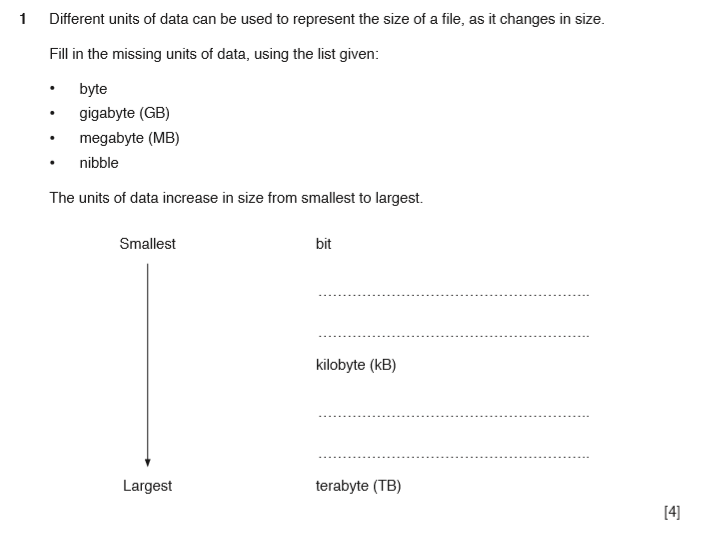 1 Different units of data can be used to represent the size of a file, as it changes in size.
Fill in the missing units of data, using the list given:
• byte
• gigabyte (GB)
• megabyte (MB)
• nibble
The units of data increase in size from smallest to largest.
Smallest bit
........................................................
........................................................
kilobyte (kB)
........................................................
........................................................
Largest terabyte (TB)
[4]